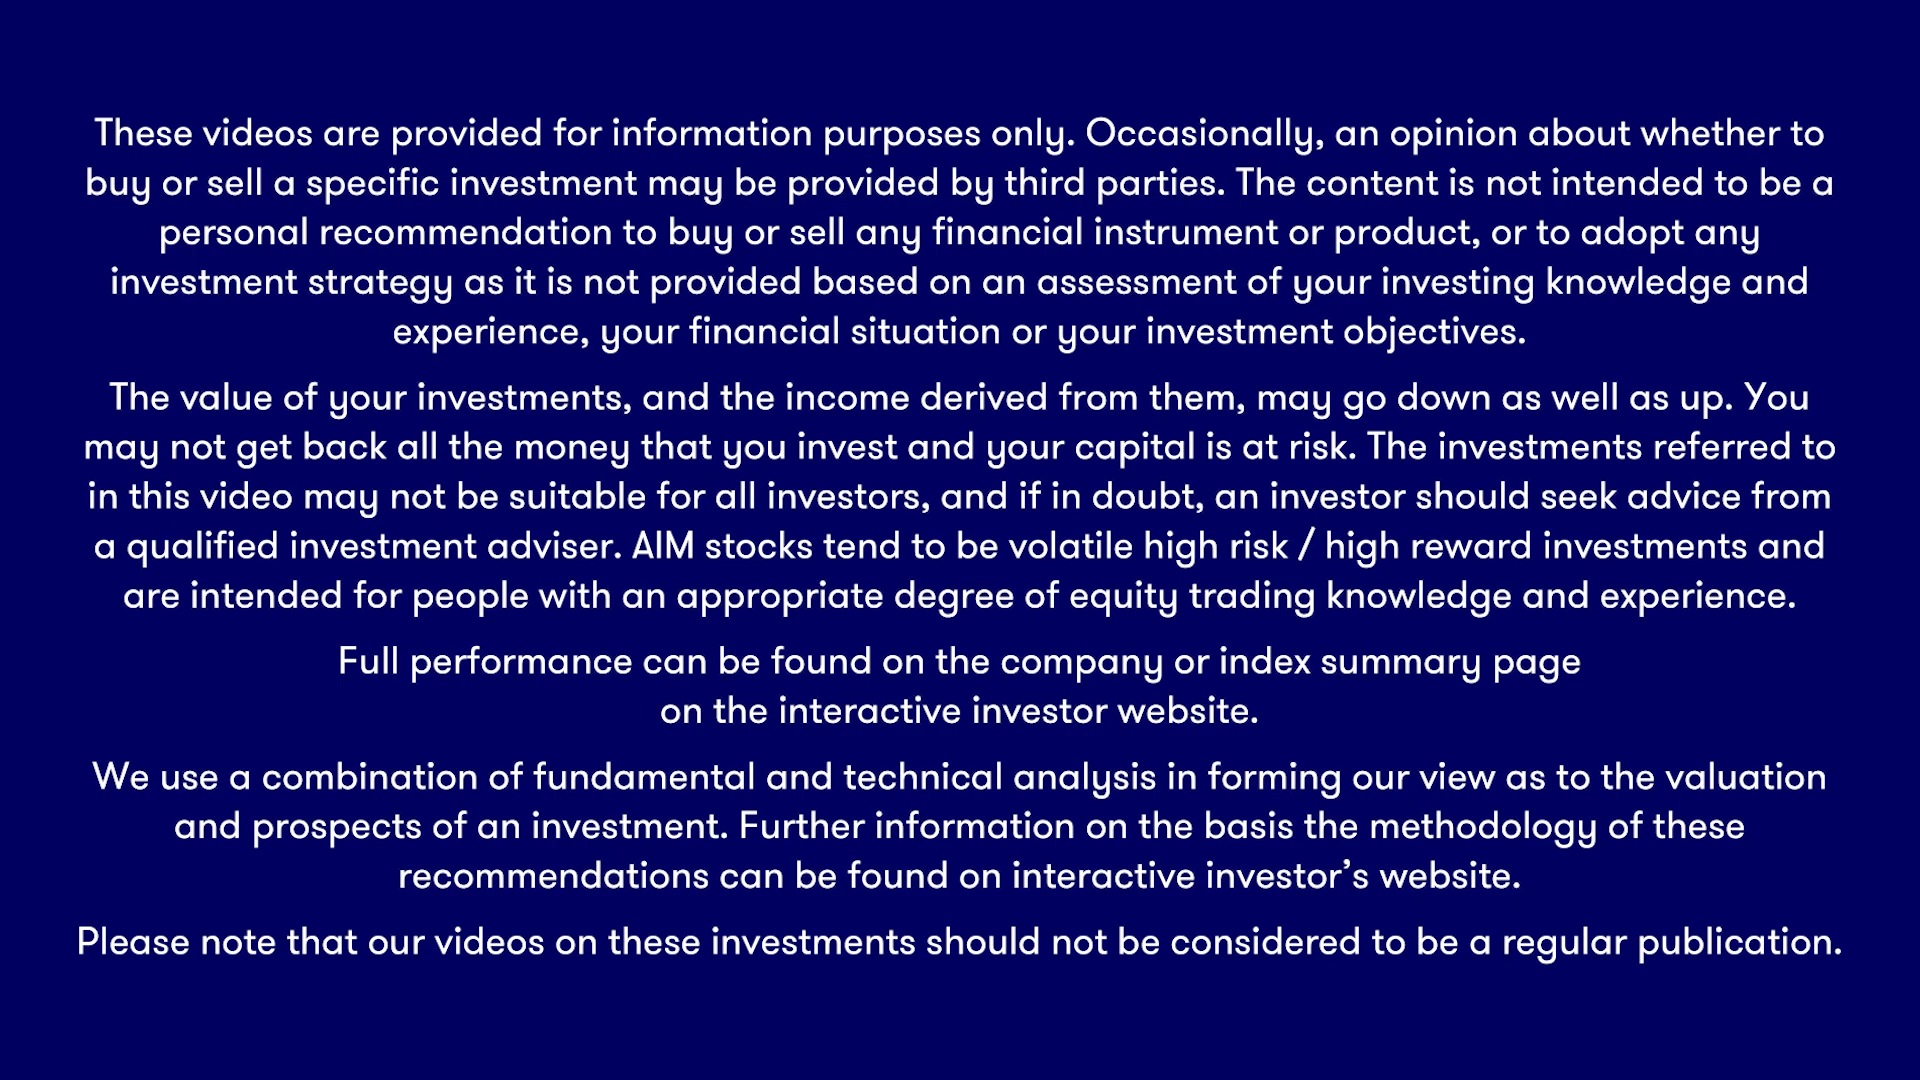 These videos are provided for information purposes only. Occasionally, an opinion about whether to
buy or sell a specific investment may be provided by third parties. The content is not intended to be a
personal recommendation to buy or sell any financial instrument or product, or to adopt any
investment strategy as it is not provided based on an assessment of your investing knowledge and
experience, your financial situation or your investment objectives.
The value of your investments, and the income derived from them, may go down as well as up. You
may not get back all the money that you invest and your capital is at risk. The investments referred to
in this video may not be suitable for all investors, and if in doubt, an investor should seek advice from
a qualified investment adviser. AIM stocks tend to be volatile high risk / high reward investments and
are intended for people with an appropriate degree of equity trading knowledge and experience.
Full performance can be found on the company or index summary page
on the interactive investor website.
We use a combination of fundamental and technical analysis in forming our view as to the valuation
and prospects of an investment. Further information on the basis the methodology of these
recommendations can be found on interactive investor’s website.
Please note that our videos on these investments should not be considered to be a regular publication.